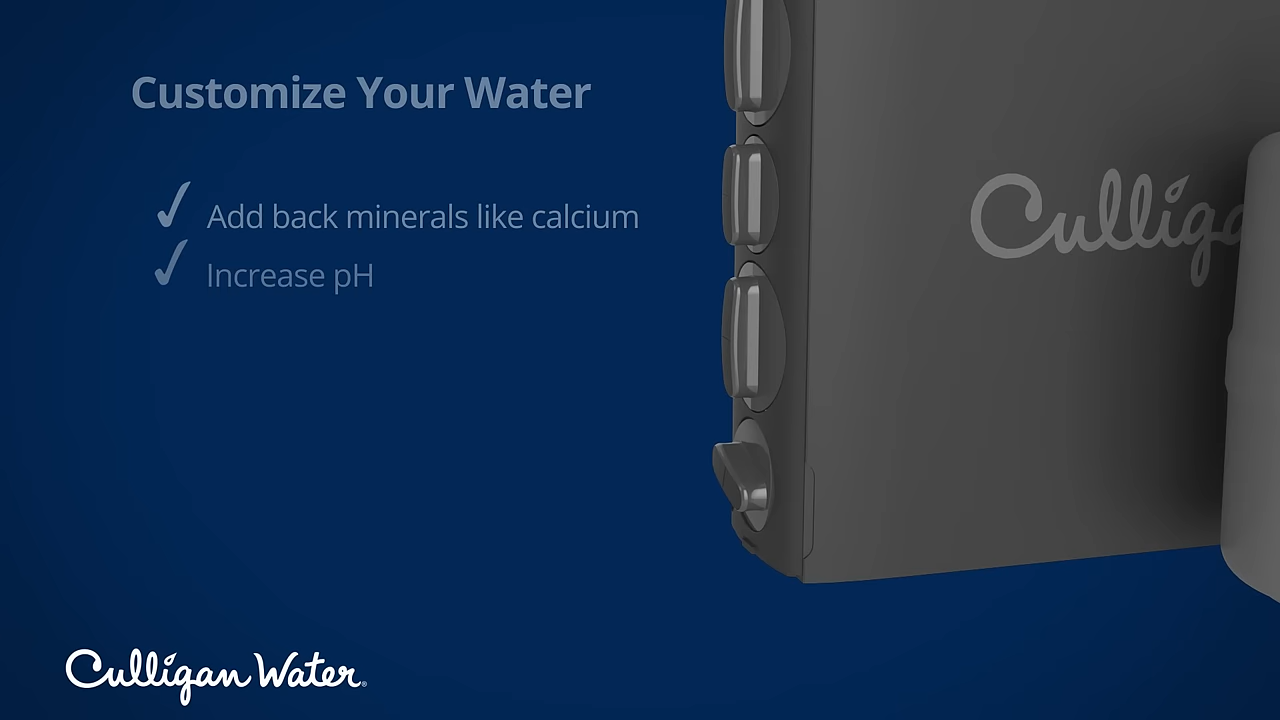 Customize Your Water
✓ Add back minerals like calcium
✓ Increase pH
Culliga
Culligan Water®